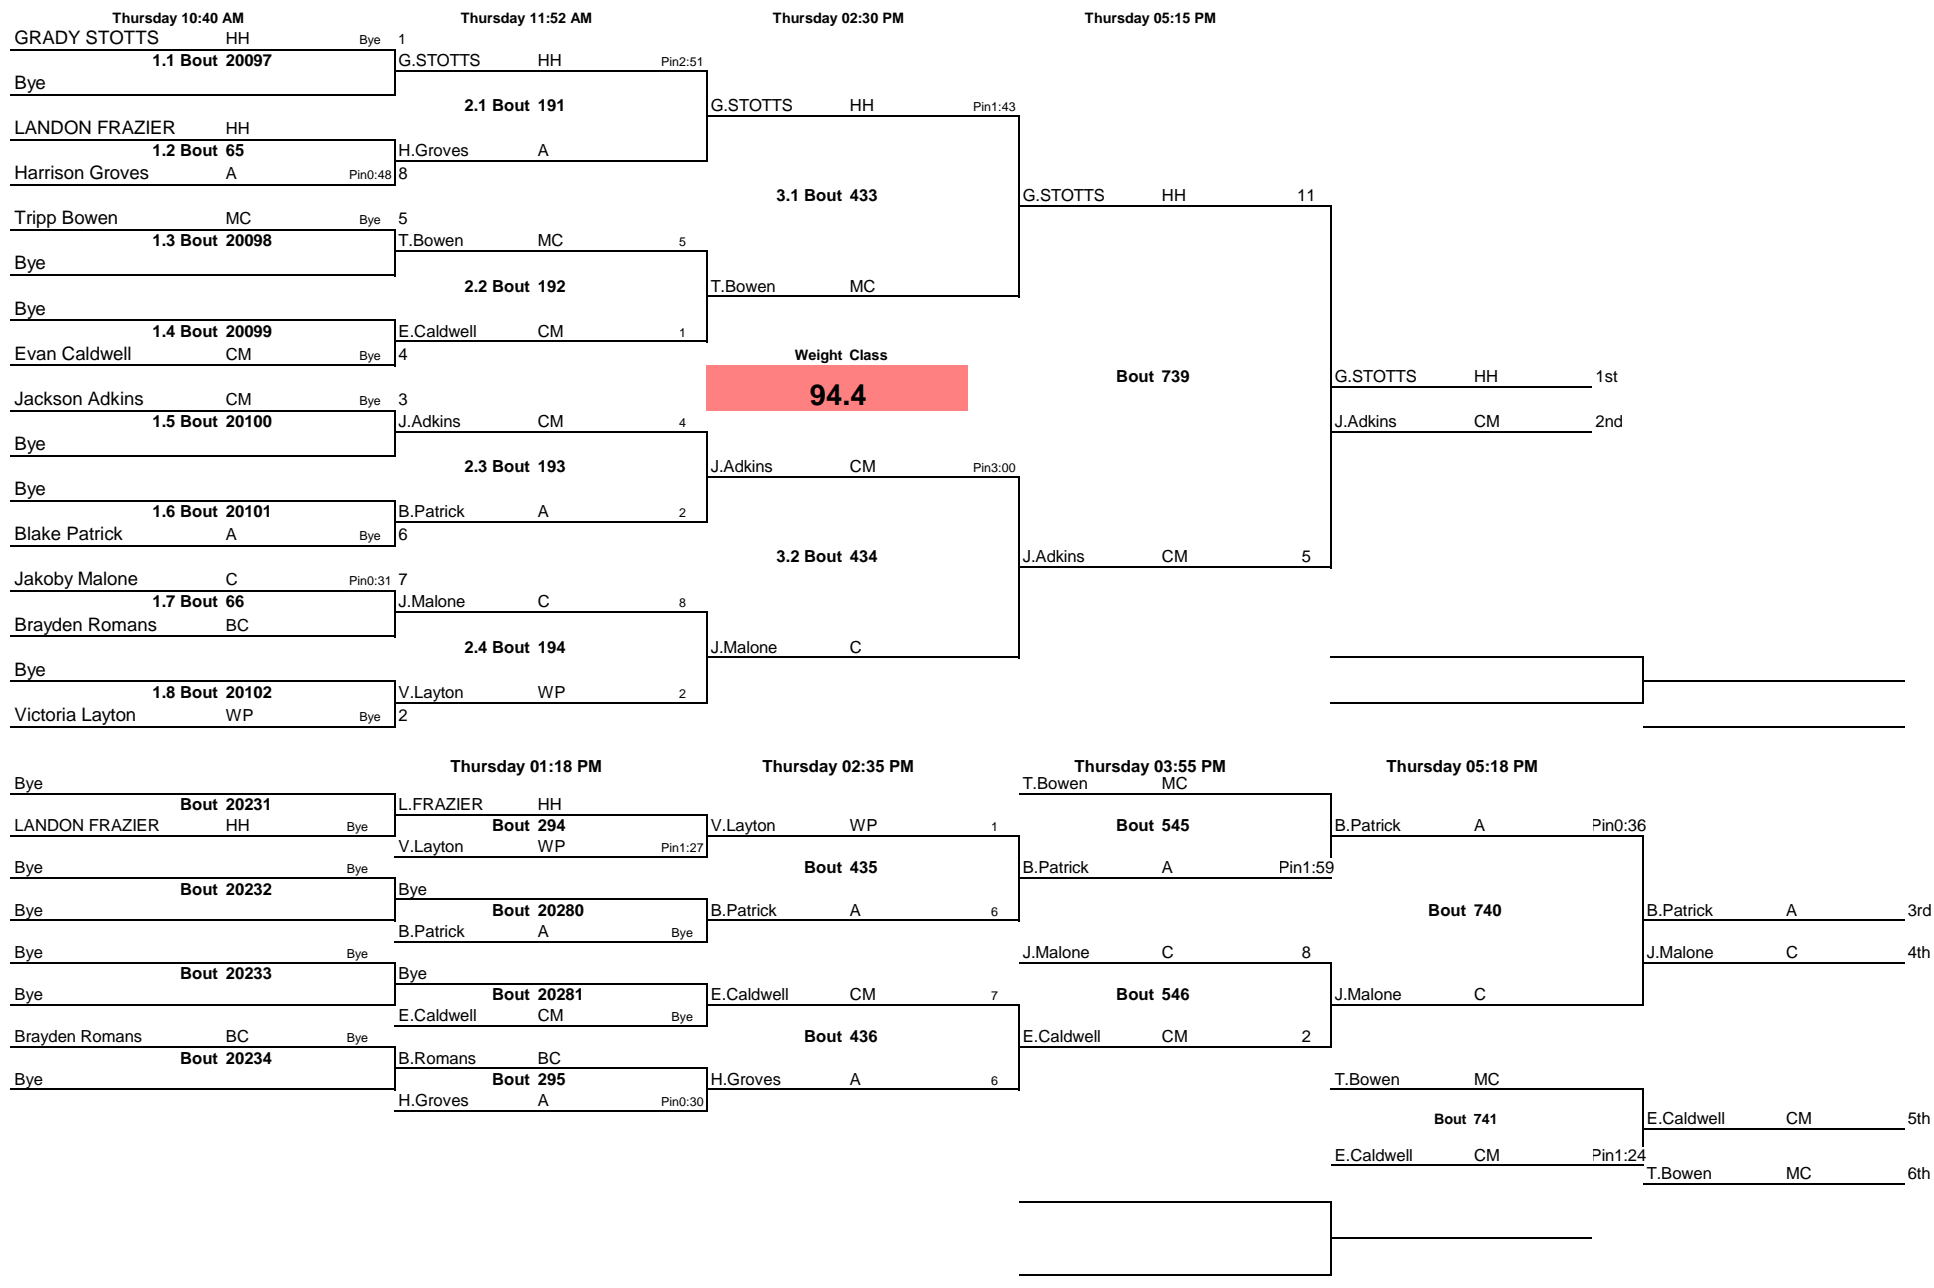 Thursday 10:40 AM Thursday 11:52 AM Thursday 02:30 PM Thursday 05:15 PM
GRADY STOTTS HH Bye 1
1.1 Bout 20097 G.STOTTS HH Pin2:51
Bye
2.1 Bout 191 G.STOTTS HH Pin1:43
LANDON FRAZIER HH
1.2 Bout 65 H.Groves A
Harrison Groves A Pin0:48 8
3.1 Bout 433 G.STOTTS HH 11
Tripp Bowen MC Bye 5
1.3 Bout 20098 T.Bowen MC 5
Bye
2.2 Bout 192 T.Bowen MC
Bye
1.4 Bout 20099 E.Caldwell CM 1
Evan Caldwell CM Bye 4 Weight Class
Bout 739 G.STOTTS HH 1st
94.4
Jackson Adkins CM Bye 3
1.5 Bout 20100 J.Adkins CM 4 J.Adkins CM 2nd
Bye
2.3 Bout 193 J.Adkins CM Pin3:00
Bye
1.6 Bout 20101 B.Patrick A 2
Blake Patrick A Bye 6
3.2 Bout 434 J.Adkins CM 5
Jakoby Malone C Pin0:31 7
1.7 Bout 66 J.Malone C 8
Brayden Romans BC
2.4 Bout 194 J.Malone C
Bye
1.8 Bout 20102 V.Layton WP 2
Victoria Layton WP Bye 2
Thursday 01:18 PM Thursday 02:35 PM Thursday 03:55 PM Thursday 05:18 PM
Bye T.Bowen MC
Bout 20231 L.FRAZIER HH
LANDON FRAZIER HH Bye Bout 294 V.Layton WP 1 Bout 545 B.Patrick A Pin0:36
V.Layton WP Pin1:27
Bye Bye Bout 435 B.Patrick A Pin1:59
Bout 20232 Bye
Bye Bout 20280 B.Patrick A 6 Bout 740 B.Patrick A 3rd
B.Patrick A Bye
Bye Bye J.Malone C 8 J.Malone C 4th
Bout 20233 Bye
Bye Bout 20281 E.Caldwell CM 7 Bout 546 J.Malone C
E.Caldwell CM Bye
Brayden Romans BC Bye Bout 436 E.Caldwell CM 2
Bout 20234 B.Romans BC
Bye Bout 295 H.Groves A 6 T.Bowen MC
H.Groves A Pin0:30
Bout 741 E.Caldwell CM 5th
E.Caldwell CM Pin1:24
T.Bowen MC 6th